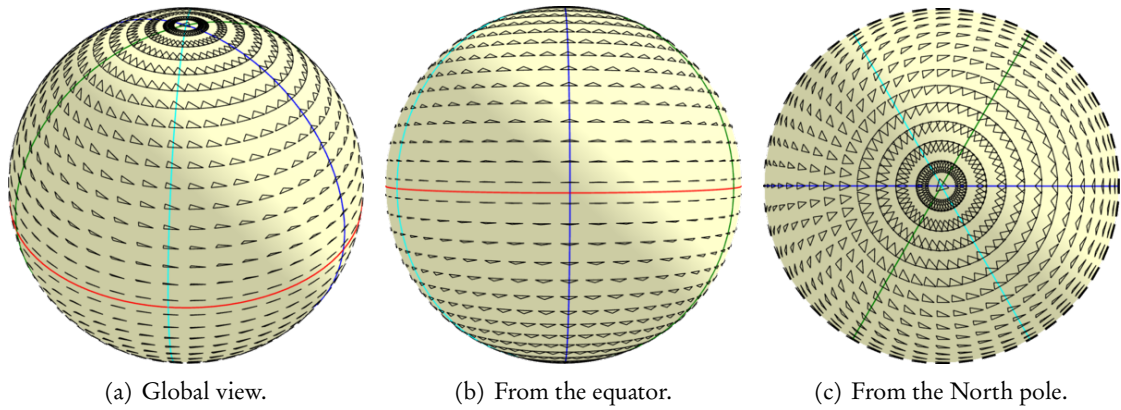 (a) Global view.
(b) From the equator.
(c) From the North pole.